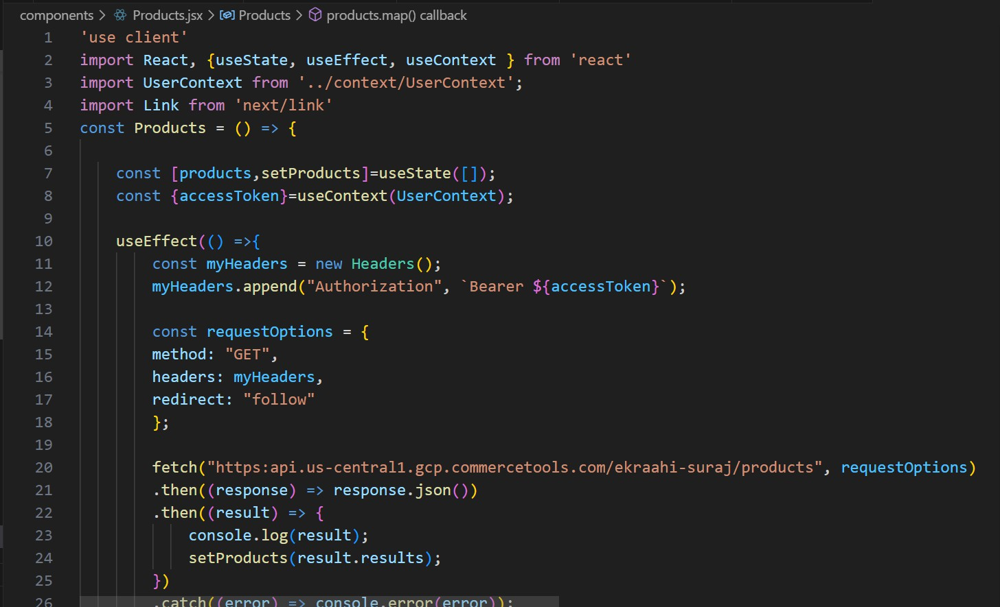 components > Products.jsx > Products > products.map() callback
1 'use client'
2 import React, {useState, useEffect, useContext } from 'react'
3 import UserContext from '../context/UserContext';
4 import Link from 'next/link'
5 const Products = () => {
6
7 const [products,setProducts]=useState([]);
8 const {accessToken}=useContext(UserContext);
9
10 useEffect(() =>{
11 const myHeaders = new Headers();
12 myHeaders.append("Authorization", `Bearer ${accessToken}`);
13
14 const requestOptions = {
15 method: "GET",
16 headers: myHeaders,
17 redirect: "follow"
18 };
19
20 fetch("https:api.us-central1.gcp.commercetools.com/ekraahi-suraj/products", requestOptions)
21 .then((response) => response.json())
22 .then((result) => {
23 console.log(result);
24 setProducts(result.results);
25 })
26 .catch((error) => console.error(error));